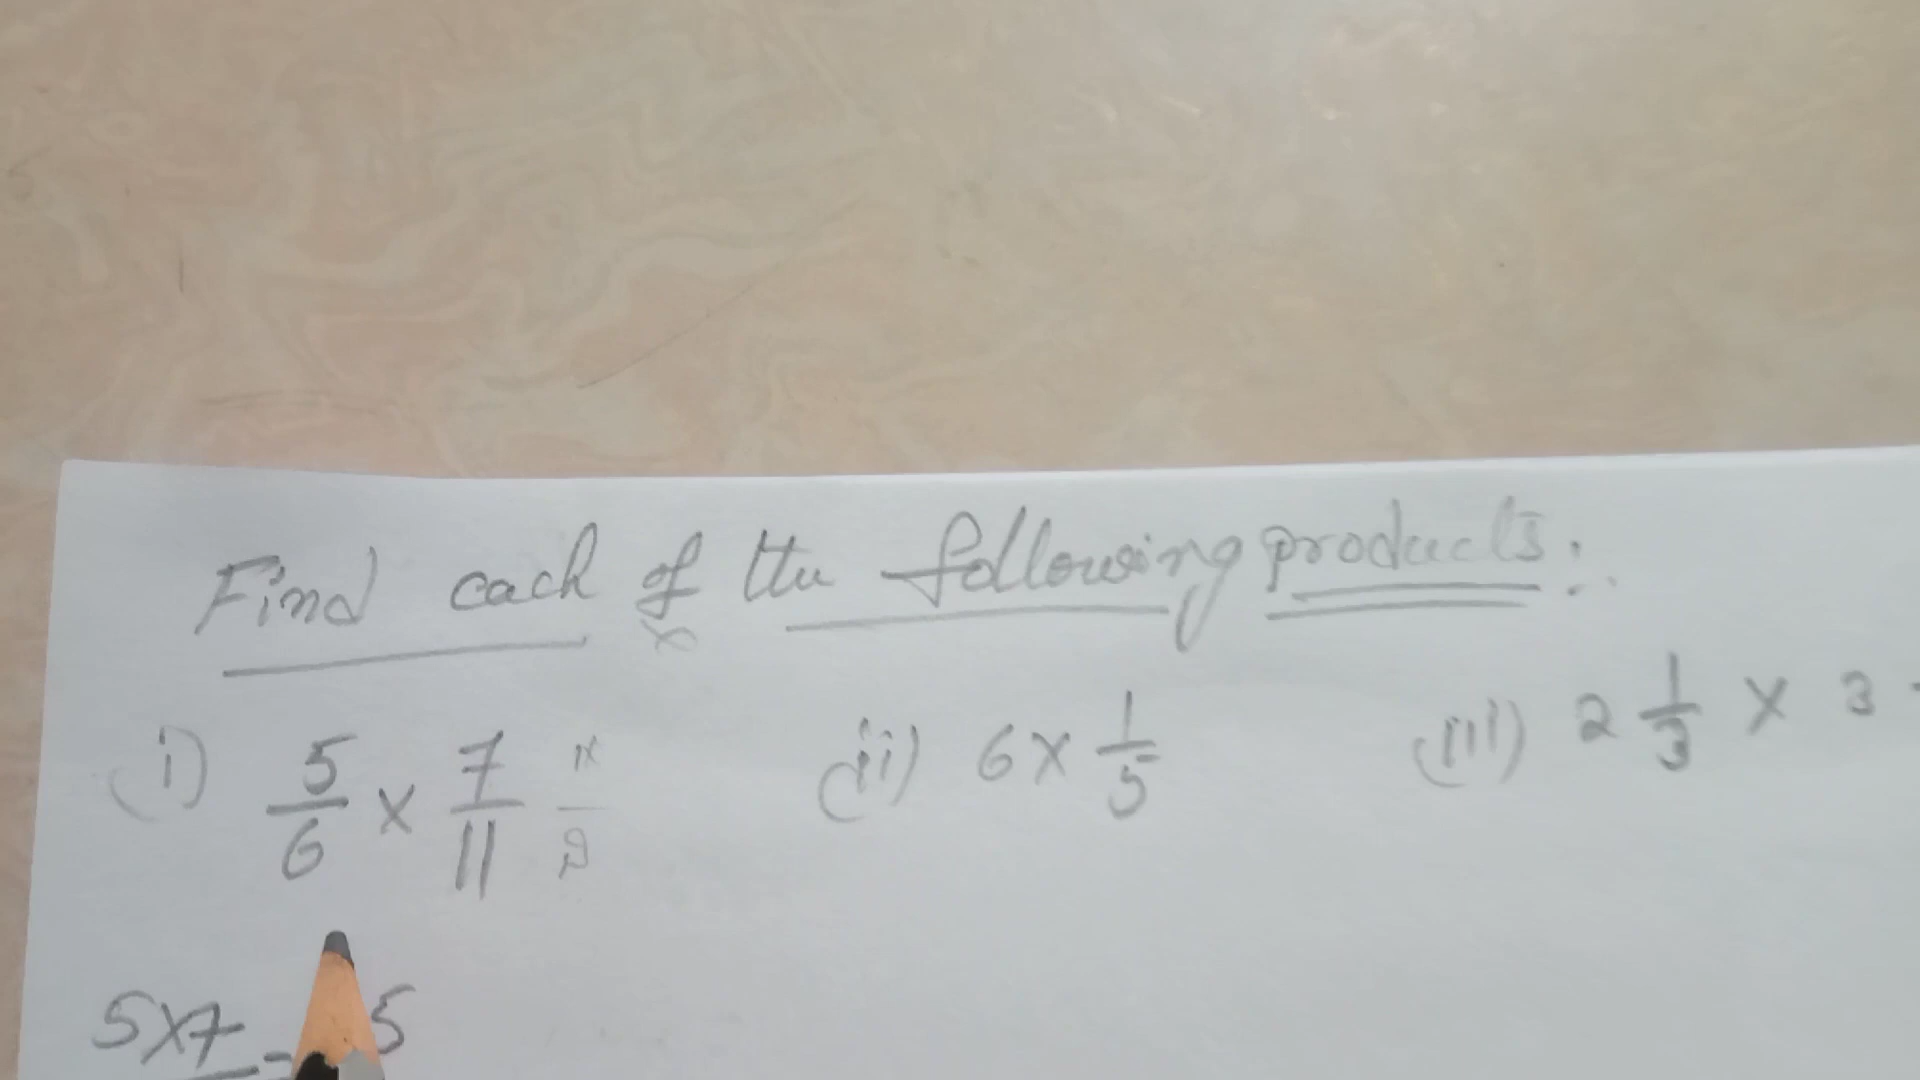 Find each of the following products:
(i) 5/6 × 7/11 (ii) 6 × 1/5 (iii) 2 1/3 × 3
5×7 = 5